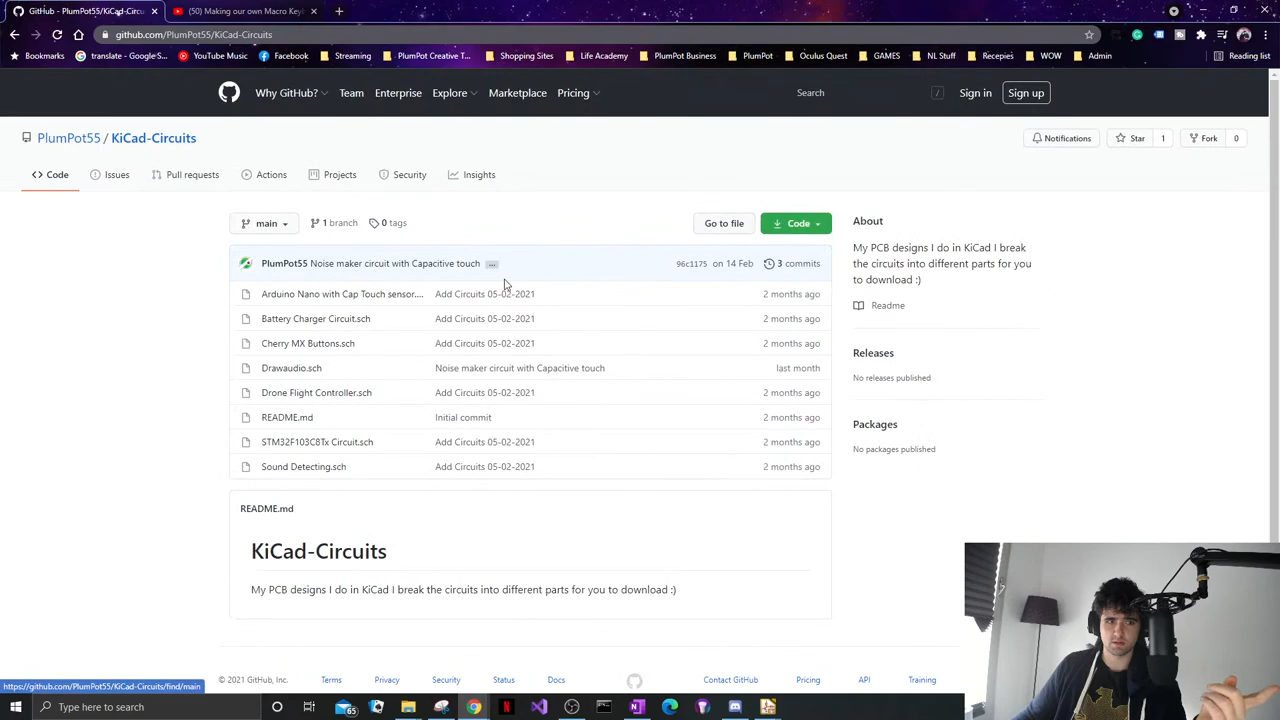 GitHub - PlumPot55/KiCad-Circu
(50) Making our own Macro Key
github.com/PlumPot55/KiCad-Circuits
Bookmarks
translate - Google S...
YouTube Music
Facebook
Streaming
PlumPot Creative T...
Shopping Sites
Life Academy
PlumPot Business
PlumPot
Oculus Quest
GAMES
NL Stuff
Recepies
WOW
Admin
Reading list
Why GitHub?
Team
Enterprise
Explore
Marketplace
Pricing
Search
/
Sign in
Sign up
PlumPot55 / KiCad-Circuits
Notifications
Star 1
Fork 0
Code
Issues
Pull requests
Actions
Projects
Security
Insights
main
1 branch
0 tags
Go to file
Code
PlumPot55 Noise maker circuit with Capacitive touch ...
96c1175 on 14 Feb
3 commits
Arduino Nano with Cap Touch sensor.... Add Circuits 05-02-2021 2 months ago
Battery Charger Circuit.sch Add Circuits 05-02-2021 2 months ago
Cherry MX Buttons.sch Add Circuits 05-02-2021 2 months ago
Drawaudio.sch Noise maker circuit with Capacitive touch last month
Drone Flight Controller.sch Add Circuits 05-02-2021 2 months ago
README.md Initial commit 2 months ago
STM32F103C8Tx Circuit.sch Add Circuits 05-02-2021 2 months ago
Sound Detecting.sch Add Circuits 05-02-2021 2 months ago
About
My PCB designs I do in KiCad I break
the circuits into different parts for you
to download :)
Readme
Releases
No releases published
Packages
No packages published
README.md
KiCad-Circuits
My PCB designs I do in KiCad I break the circuits into different parts for you to download :)
© 2021 GitHub, Inc.
Terms
Privacy
Security
Status
Docs
Contact GitHub
Pricing
API
Training
https://github.com/PlumPot55/KiCad-Circuits/find/main
Type here to search